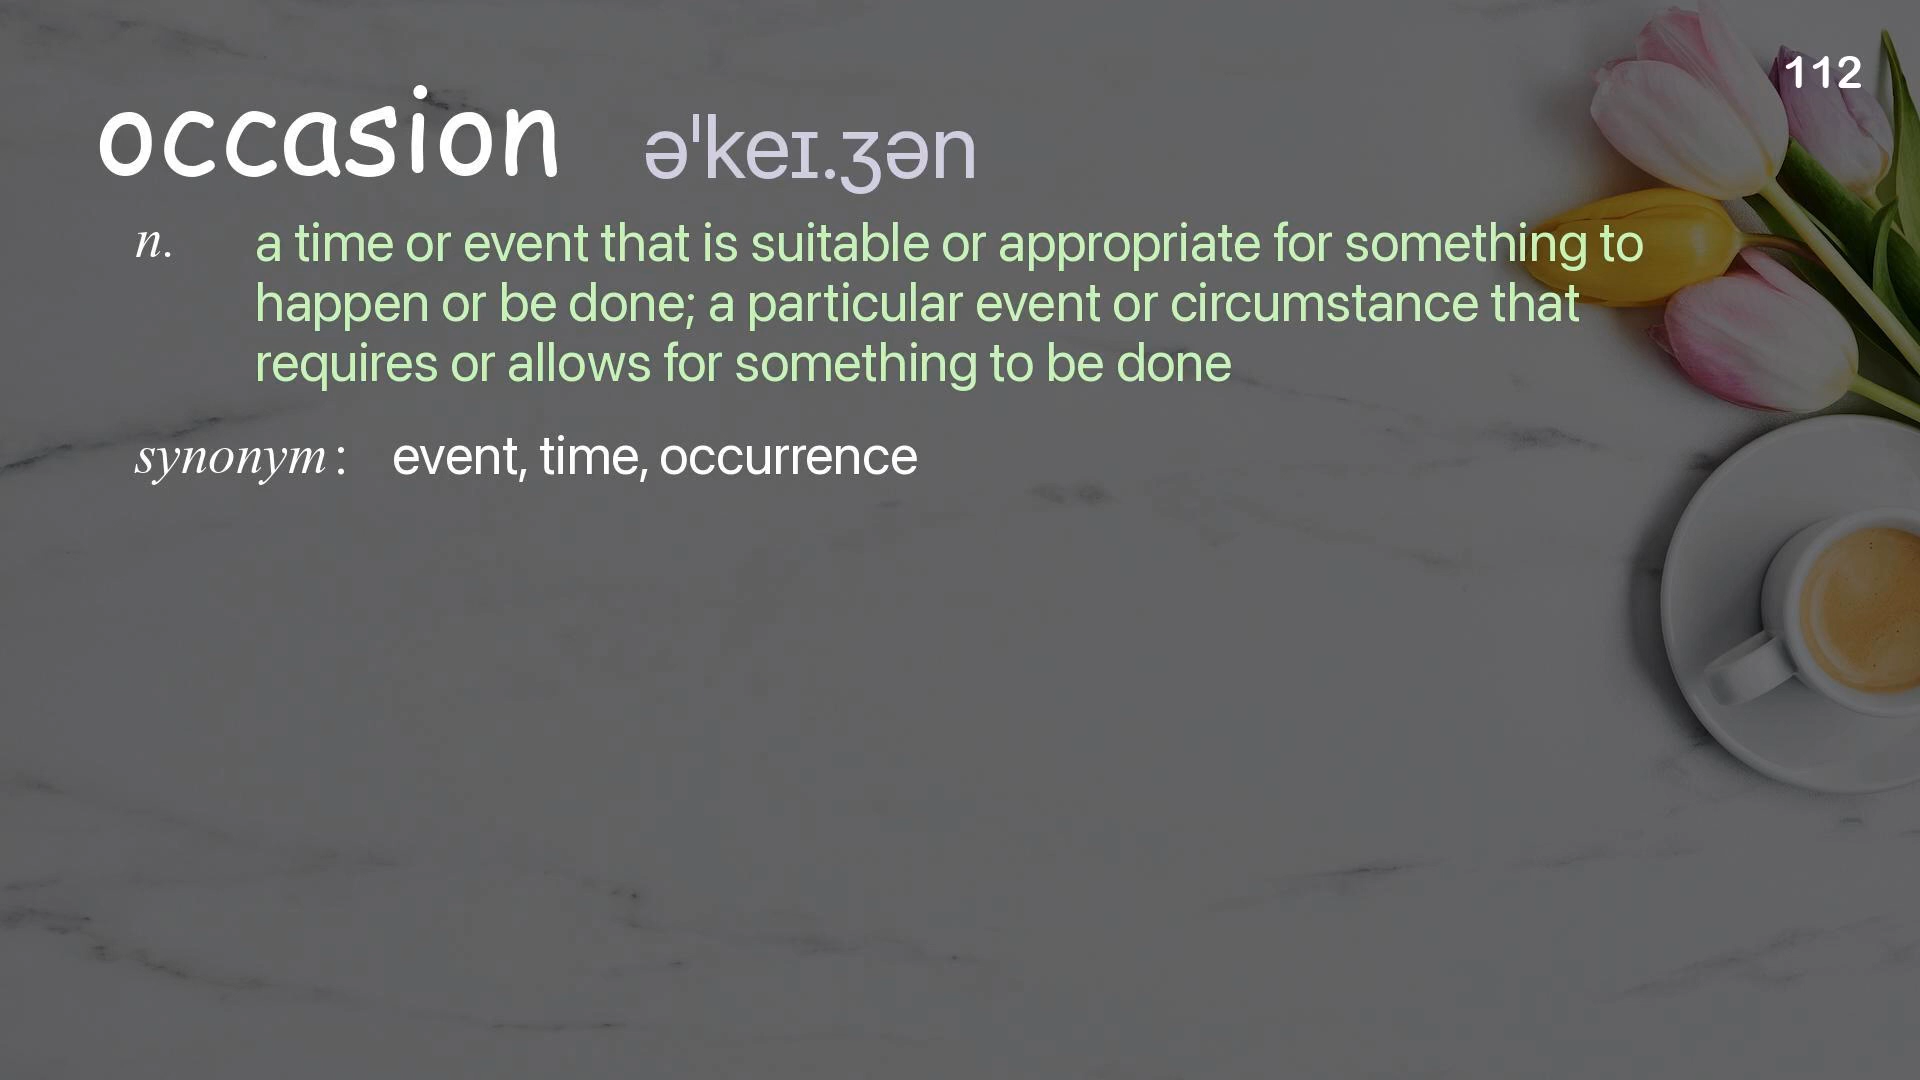 112
occasion əˈkeɪ.ʒən
n. a time or event that is suitable or appropriate for something to
happen or be done; a particular event or circumstance that
requires or allows for something to be done
synonym: event, time, occurrence